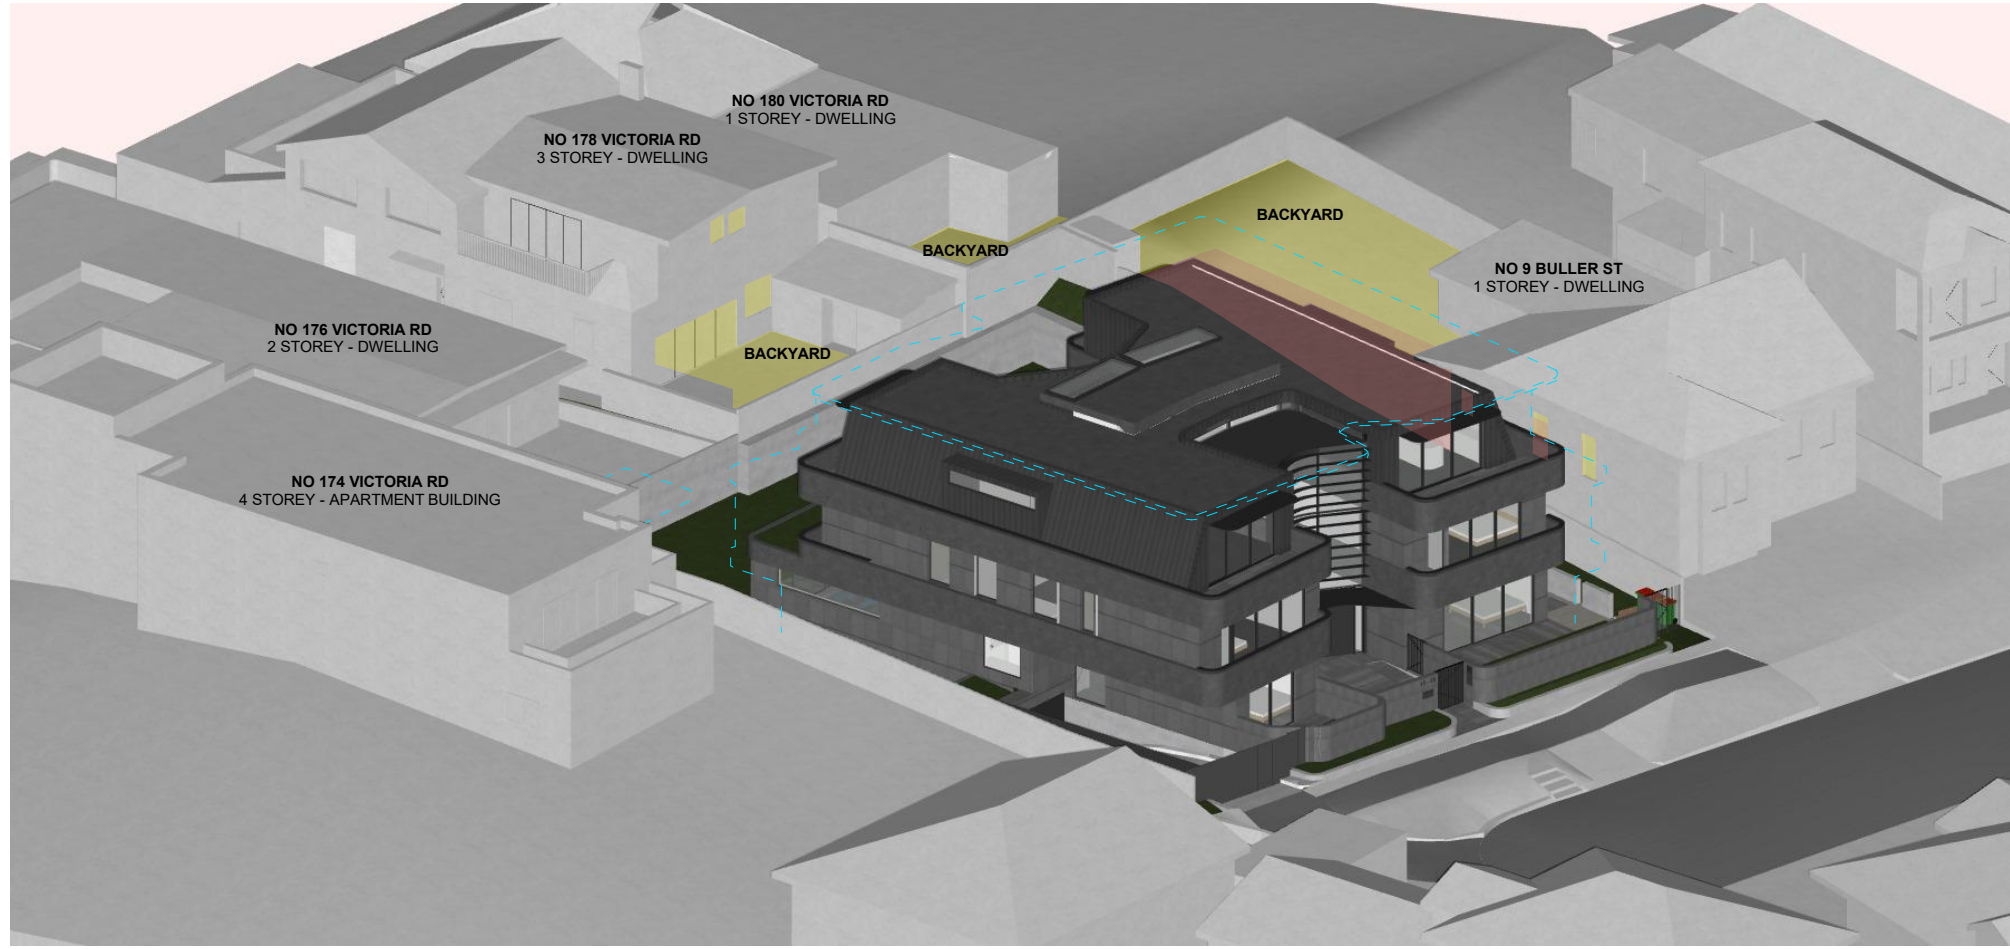 NO 180 VICTORIA RD
1 STOREY - DWELLING
NO 178 VICTORIA RD
3 STOREY - DWELLING
BACKYARD
BACKYARD
NO 9 BULLER ST
1 STOREY - DWELLING
NO 176 VICTORIA RD
2 STOREY - DWELLING
BACKYARD
NO 174 VICTORIA RD
4 STOREY - APARTMENT BUILDING